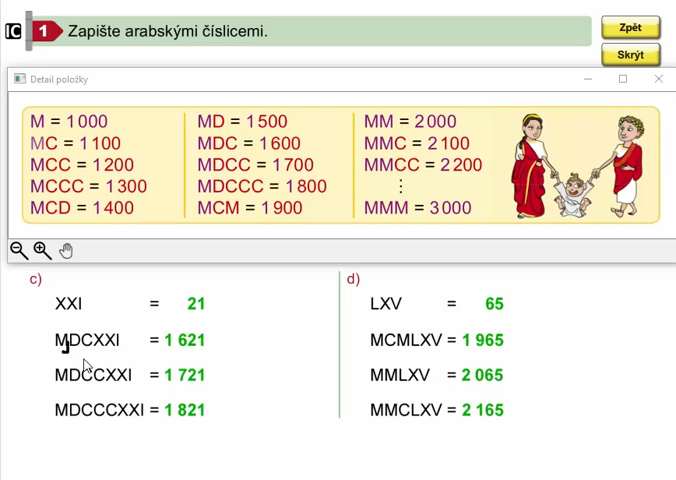 1 Zapište arabskými číslicemi.
Zpět
Skrýt
Detail položky
M = 1 000
MC = 1 100
MCC = 1 200
MCCC = 1 300
MCD = 1 400
MD = 1 500
MDC = 1 600
MDCC = 1 700
MDCCC = 1 800
MCM = 1 900
MM = 2 000
MMC = 2 100
MMCC = 2 200
⋮
MMM = 3 000
c)
XXI = 21
MDCXXI = 1 621
MDCCXXI = 1 721
MDCCCXXI = 1 821
d)
LXV = 65
MCMLXV = 1 965
MMLXV = 2 065
MMCLXV = 2 165